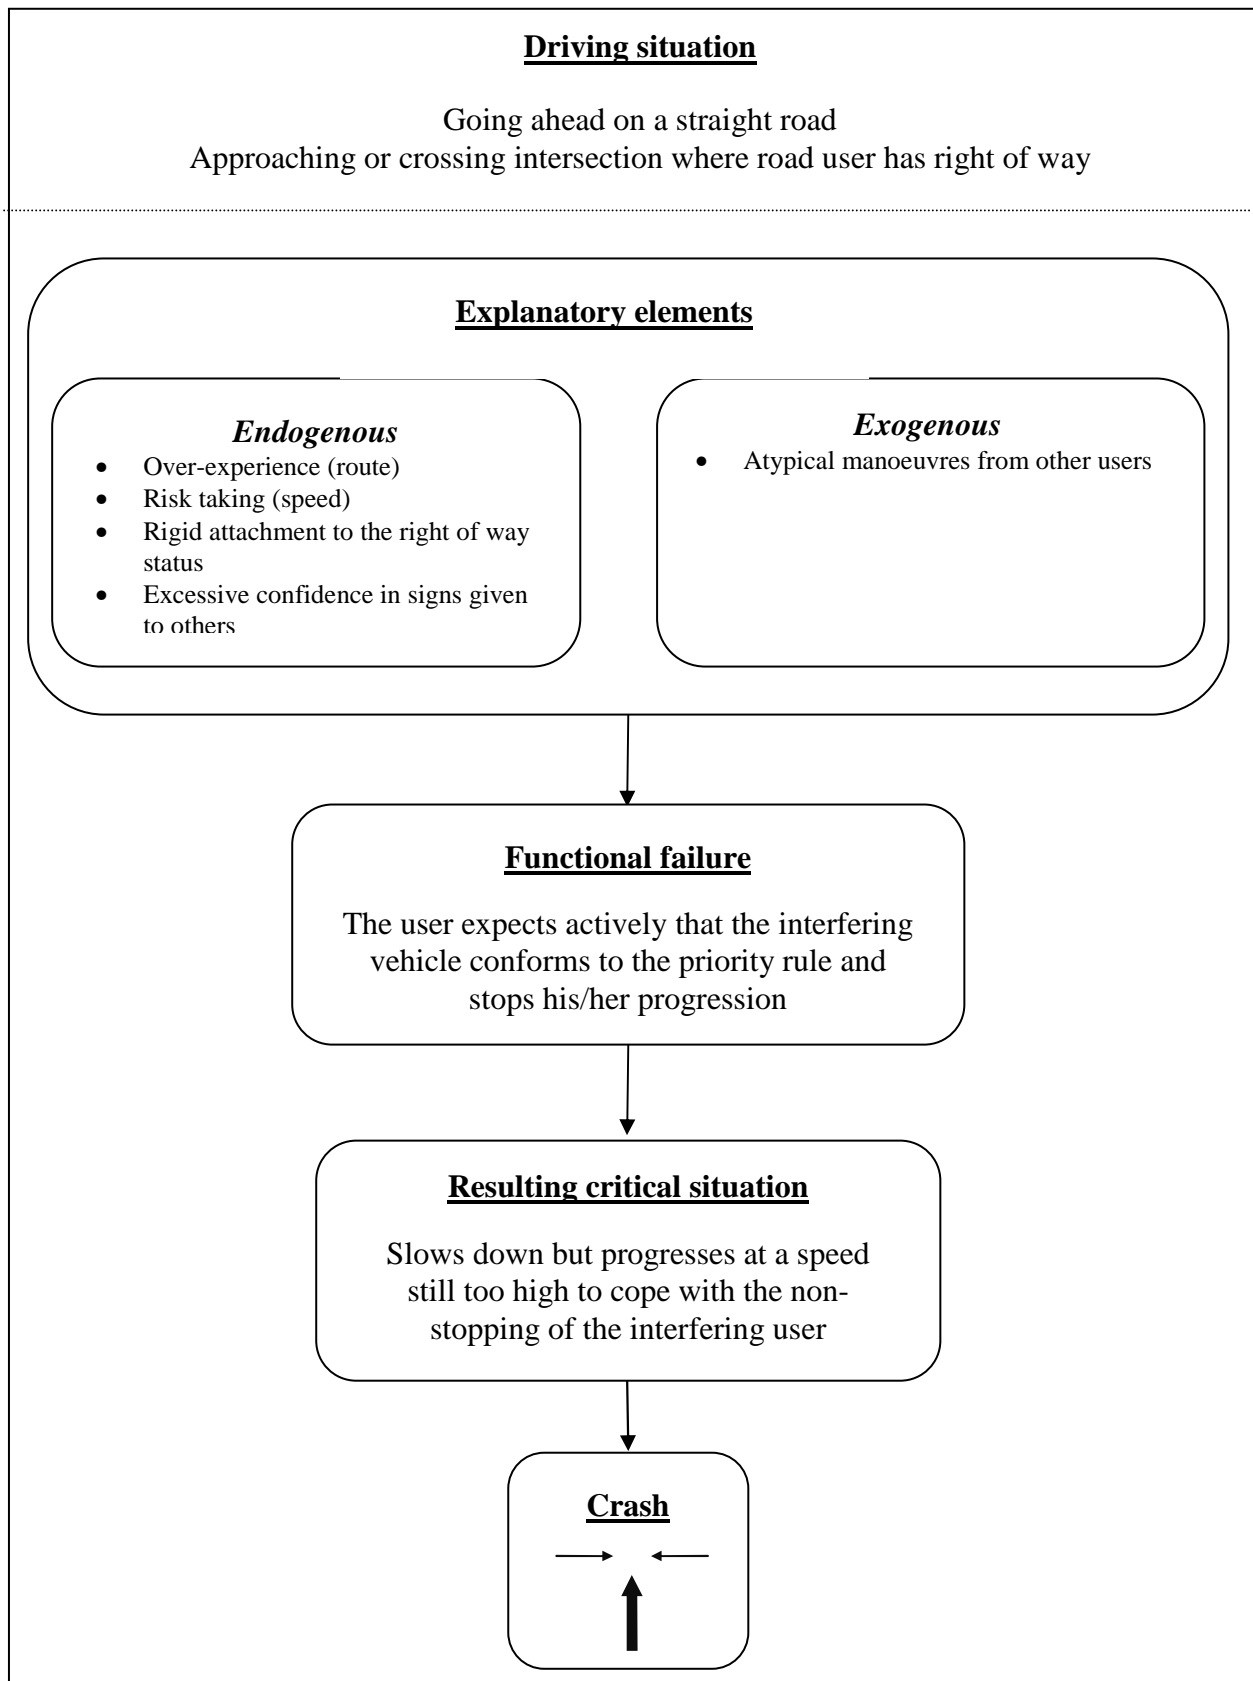 Driving situation
Going ahead on a straight road
Approaching or crossing intersection where road user has right of way
Explanatory elements
Endogenous
• Over-experience (route)
• Risk taking (speed)
• Rigid attachment to the right of way
status
• Excessive confidence in signs given
to others
Exogenous
• Atypical manoeuvres from other users
Functional failure
The user expects actively that the interfering
vehicle conforms to the priority rule and
stops his/her progression
Resulting critical situation
Slows down but progresses at a speed
still too high to cope with the non-
stopping of the interfering user
Crash